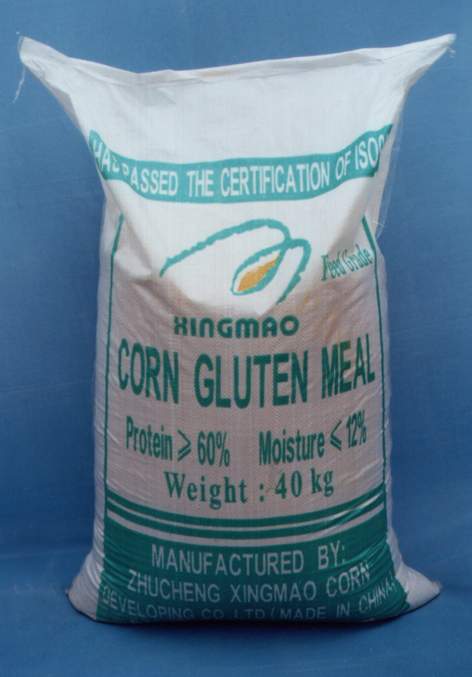 HAS PASSED THE CERTIFICATION OF ISO9
Feed Grade
XINGMAO
CORN GLUTEN MEAL
Protein ⩾ 60% Moisture ⩽ 12%
Weight : 40 kg
MANUFACTURED BY:
ZHUCHENG XINGMAO CORN
DEVELOPING CO LTD (MADE IN CHINA)